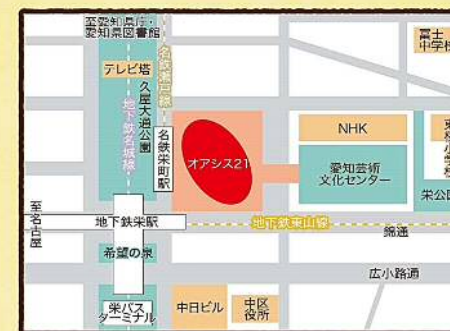 至愛知県庁・
愛知県図書館
テレビ塔
久屋大通公園
名鉄瀬戸線
地下鉄名城線
名鉄栄町駅
オアシス21
NHK
愛知芸術
文化センター
冨士
中学校
栄公園
至名古屋
地下鉄栄駅
地下鉄東山線
錦通
希望の泉
広小路通
栄バス
ターミナル
中日ビル
中区
役所